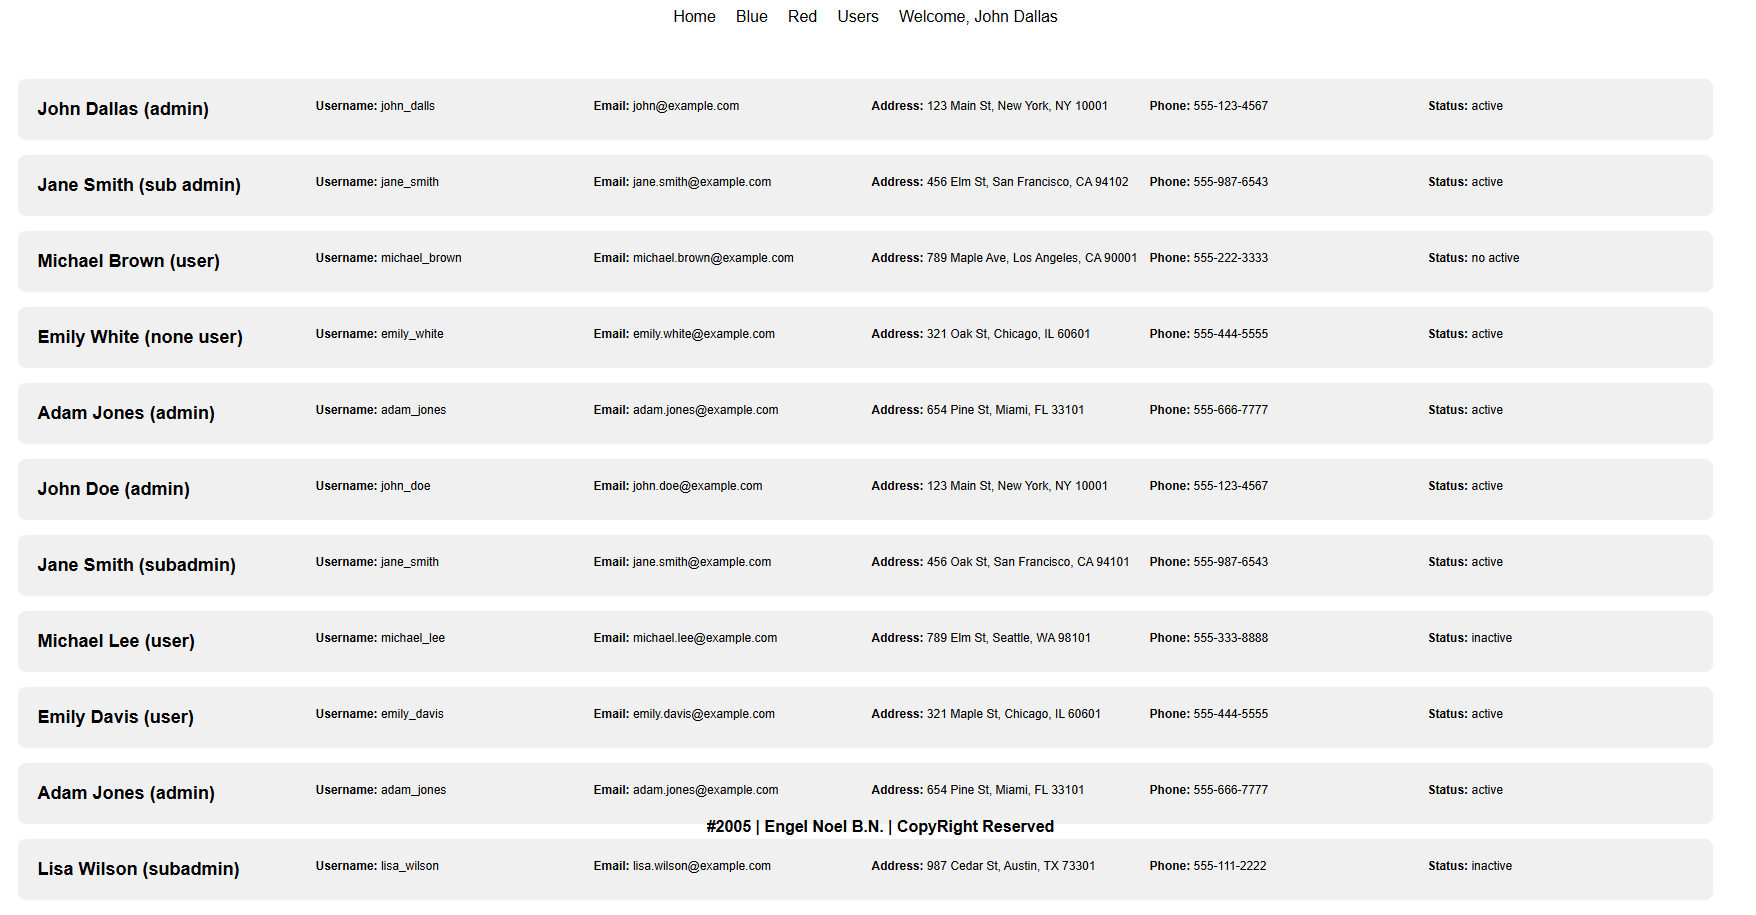 Home Blue Red Users Welcome, John Dallas
John Dallas (admin) Username: john_dalls Email: john@example.com Address: 123 Main St, New York, NY 10001 Phone: 555-123-4567 Status: active
Jane Smith (sub admin) Username: jane_smith Email: jane.smith@example.com Address: 456 Elm St, San Francisco, CA 94102 Phone: 555-987-6543 Status: active
Michael Brown (user) Username: michael_brown Email: michael.brown@example.com Address: 789 Maple Ave, Los Angeles, CA 90001 Phone: 555-222-3333 Status: no active
Emily White (none user) Username: emily_white Email: emily.white@example.com Address: 321 Oak St, Chicago, IL 60601 Phone: 555-444-5555 Status: active
Adam Jones (admin) Username: adam_jones Email: adam.jones@example.com Address: 654 Pine St, Miami, FL 33101 Phone: 555-666-7777 Status: active
John Doe (admin) Username: john_doe Email: john.doe@example.com Address: 123 Main St, New York, NY 10001 Phone: 555-123-4567 Status: active
Jane Smith (subadmin) Username: jane_smith Email: jane.smith@example.com Address: 456 Oak St, San Francisco, CA 94101 Phone: 555-987-6543 Status: active
Michael Lee (user) Username: michael_lee Email: michael.lee@example.com Address: 789 Elm St, Seattle, WA 98101 Phone: 555-333-8888 Status: inactive
Emily Davis (user) Username: emily_davis Email: emily.davis@example.com Address: 321 Maple St, Chicago, IL 60601 Phone: 555-444-5555 Status: active
Adam Jones (admin) Username: adam_jones Email: adam.jones@example.com Address: 654 Pine St, Miami, FL 33101 Phone: 555-666-7777 Status: active
#2005 | Engel Noel B.N. | CopyRight Reserved
Lisa Wilson (subadmin) Username: lisa_wilson Email: lisa.wilson@example.com Address: 987 Cedar St, Austin, TX 73301 Phone: 555-111-2222 Status: inactive